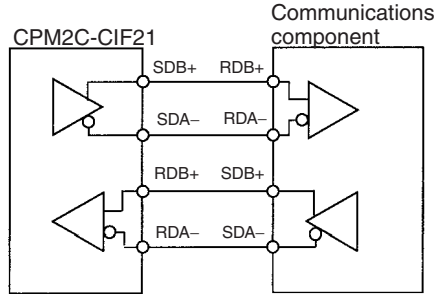 Communications
CPM2C-CIF21 component
SDB+ RDB+
SDA− RDA−
RDB+ SDB+
RDA− SDA−